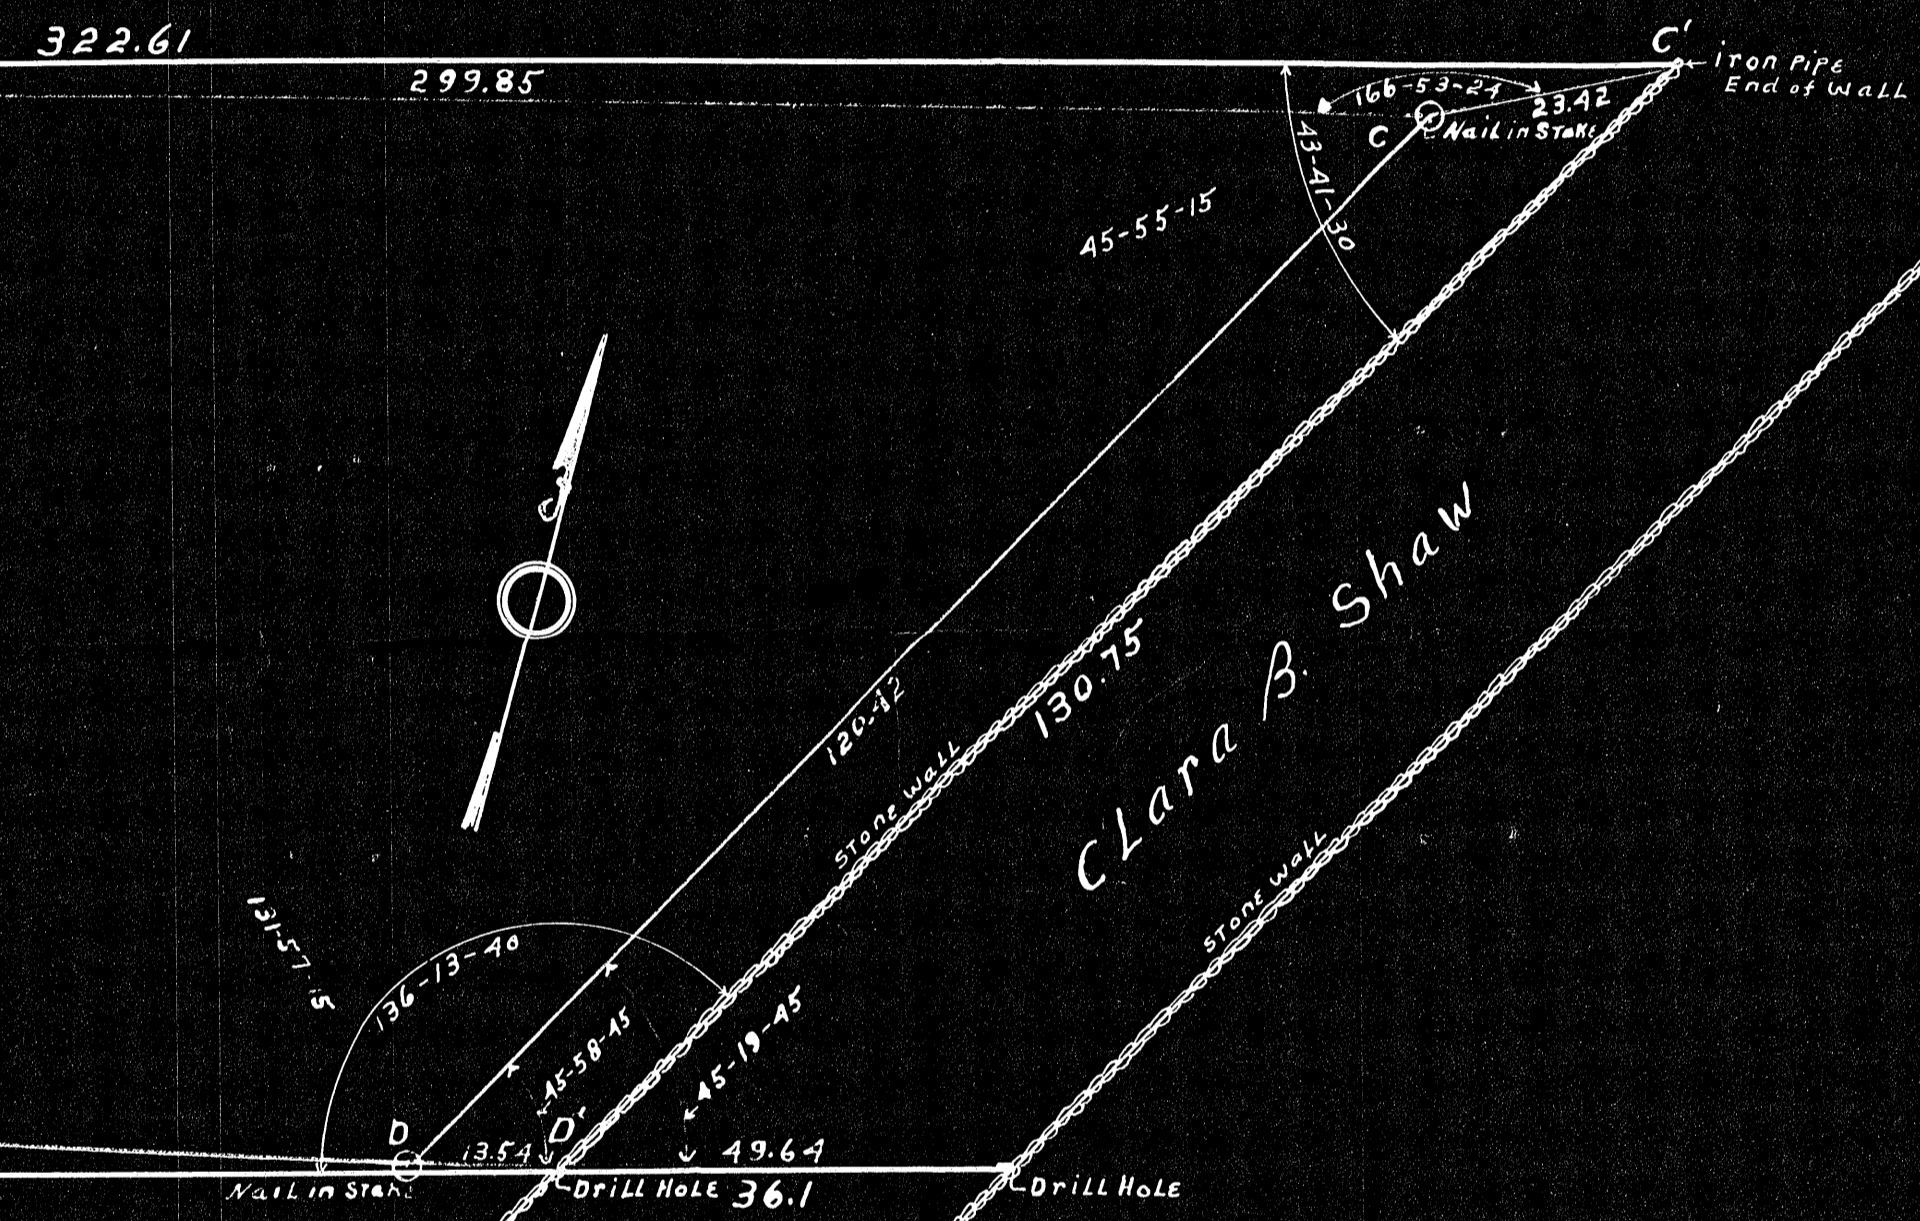 322.61
299.85
C'
iron Pipe
End of Wall
166-53-24
23.42
C
Nail in Stake
43-41-30
45-55-15
120.42
130.75
Stone Wall
Clara B. Shaw
Stone Wall
131-57-15
136-13-40
45-58-45
45-19-45
D
13.54
D'
49.64
Nail in Stake
Drill Hole
36.1
Drill Hole